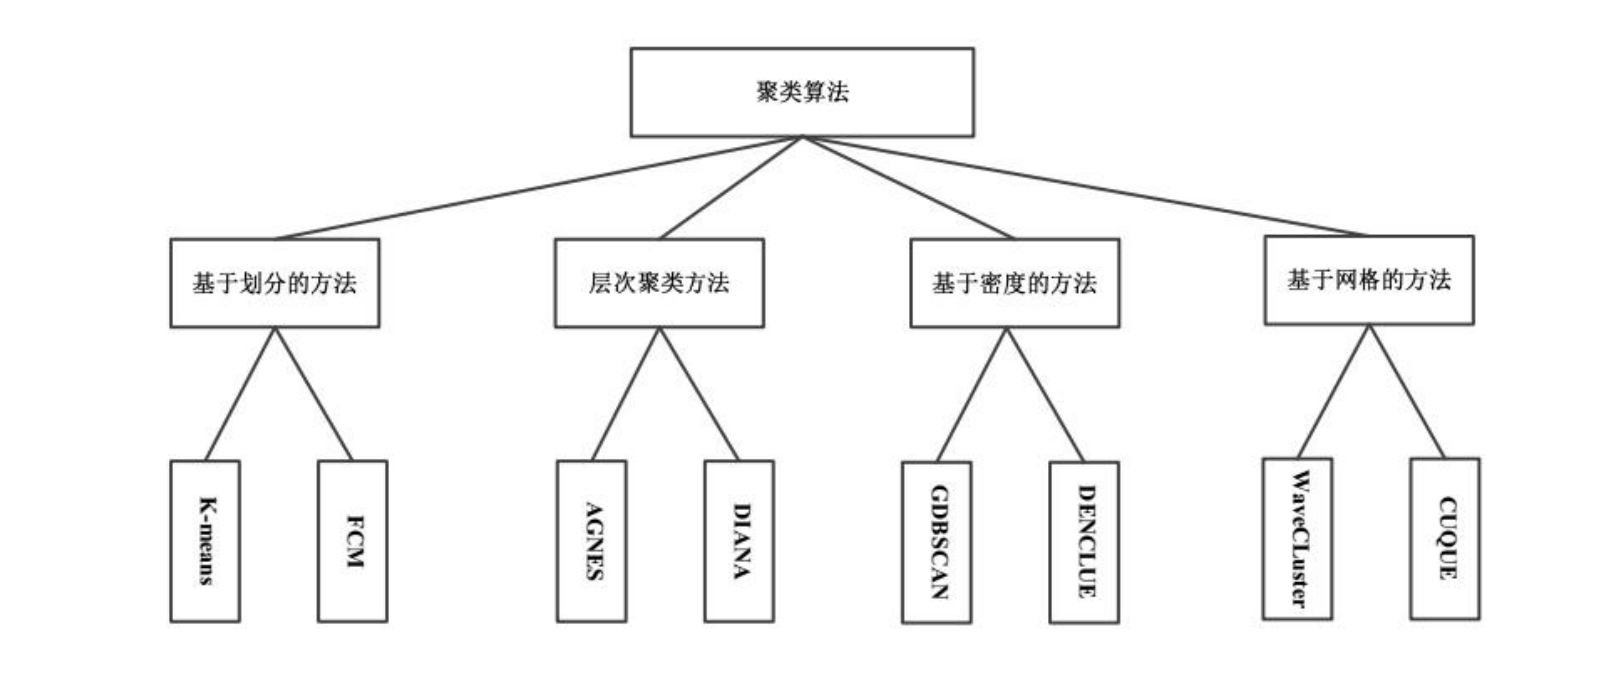 聚类算法
基于划分的方法
层次聚类方法
基于密度的方法
基于网格的方法
K-means
FCM
AGNES
DIANA
GDBSCAN
DENCLUE
WaveCLuster
CUQUE